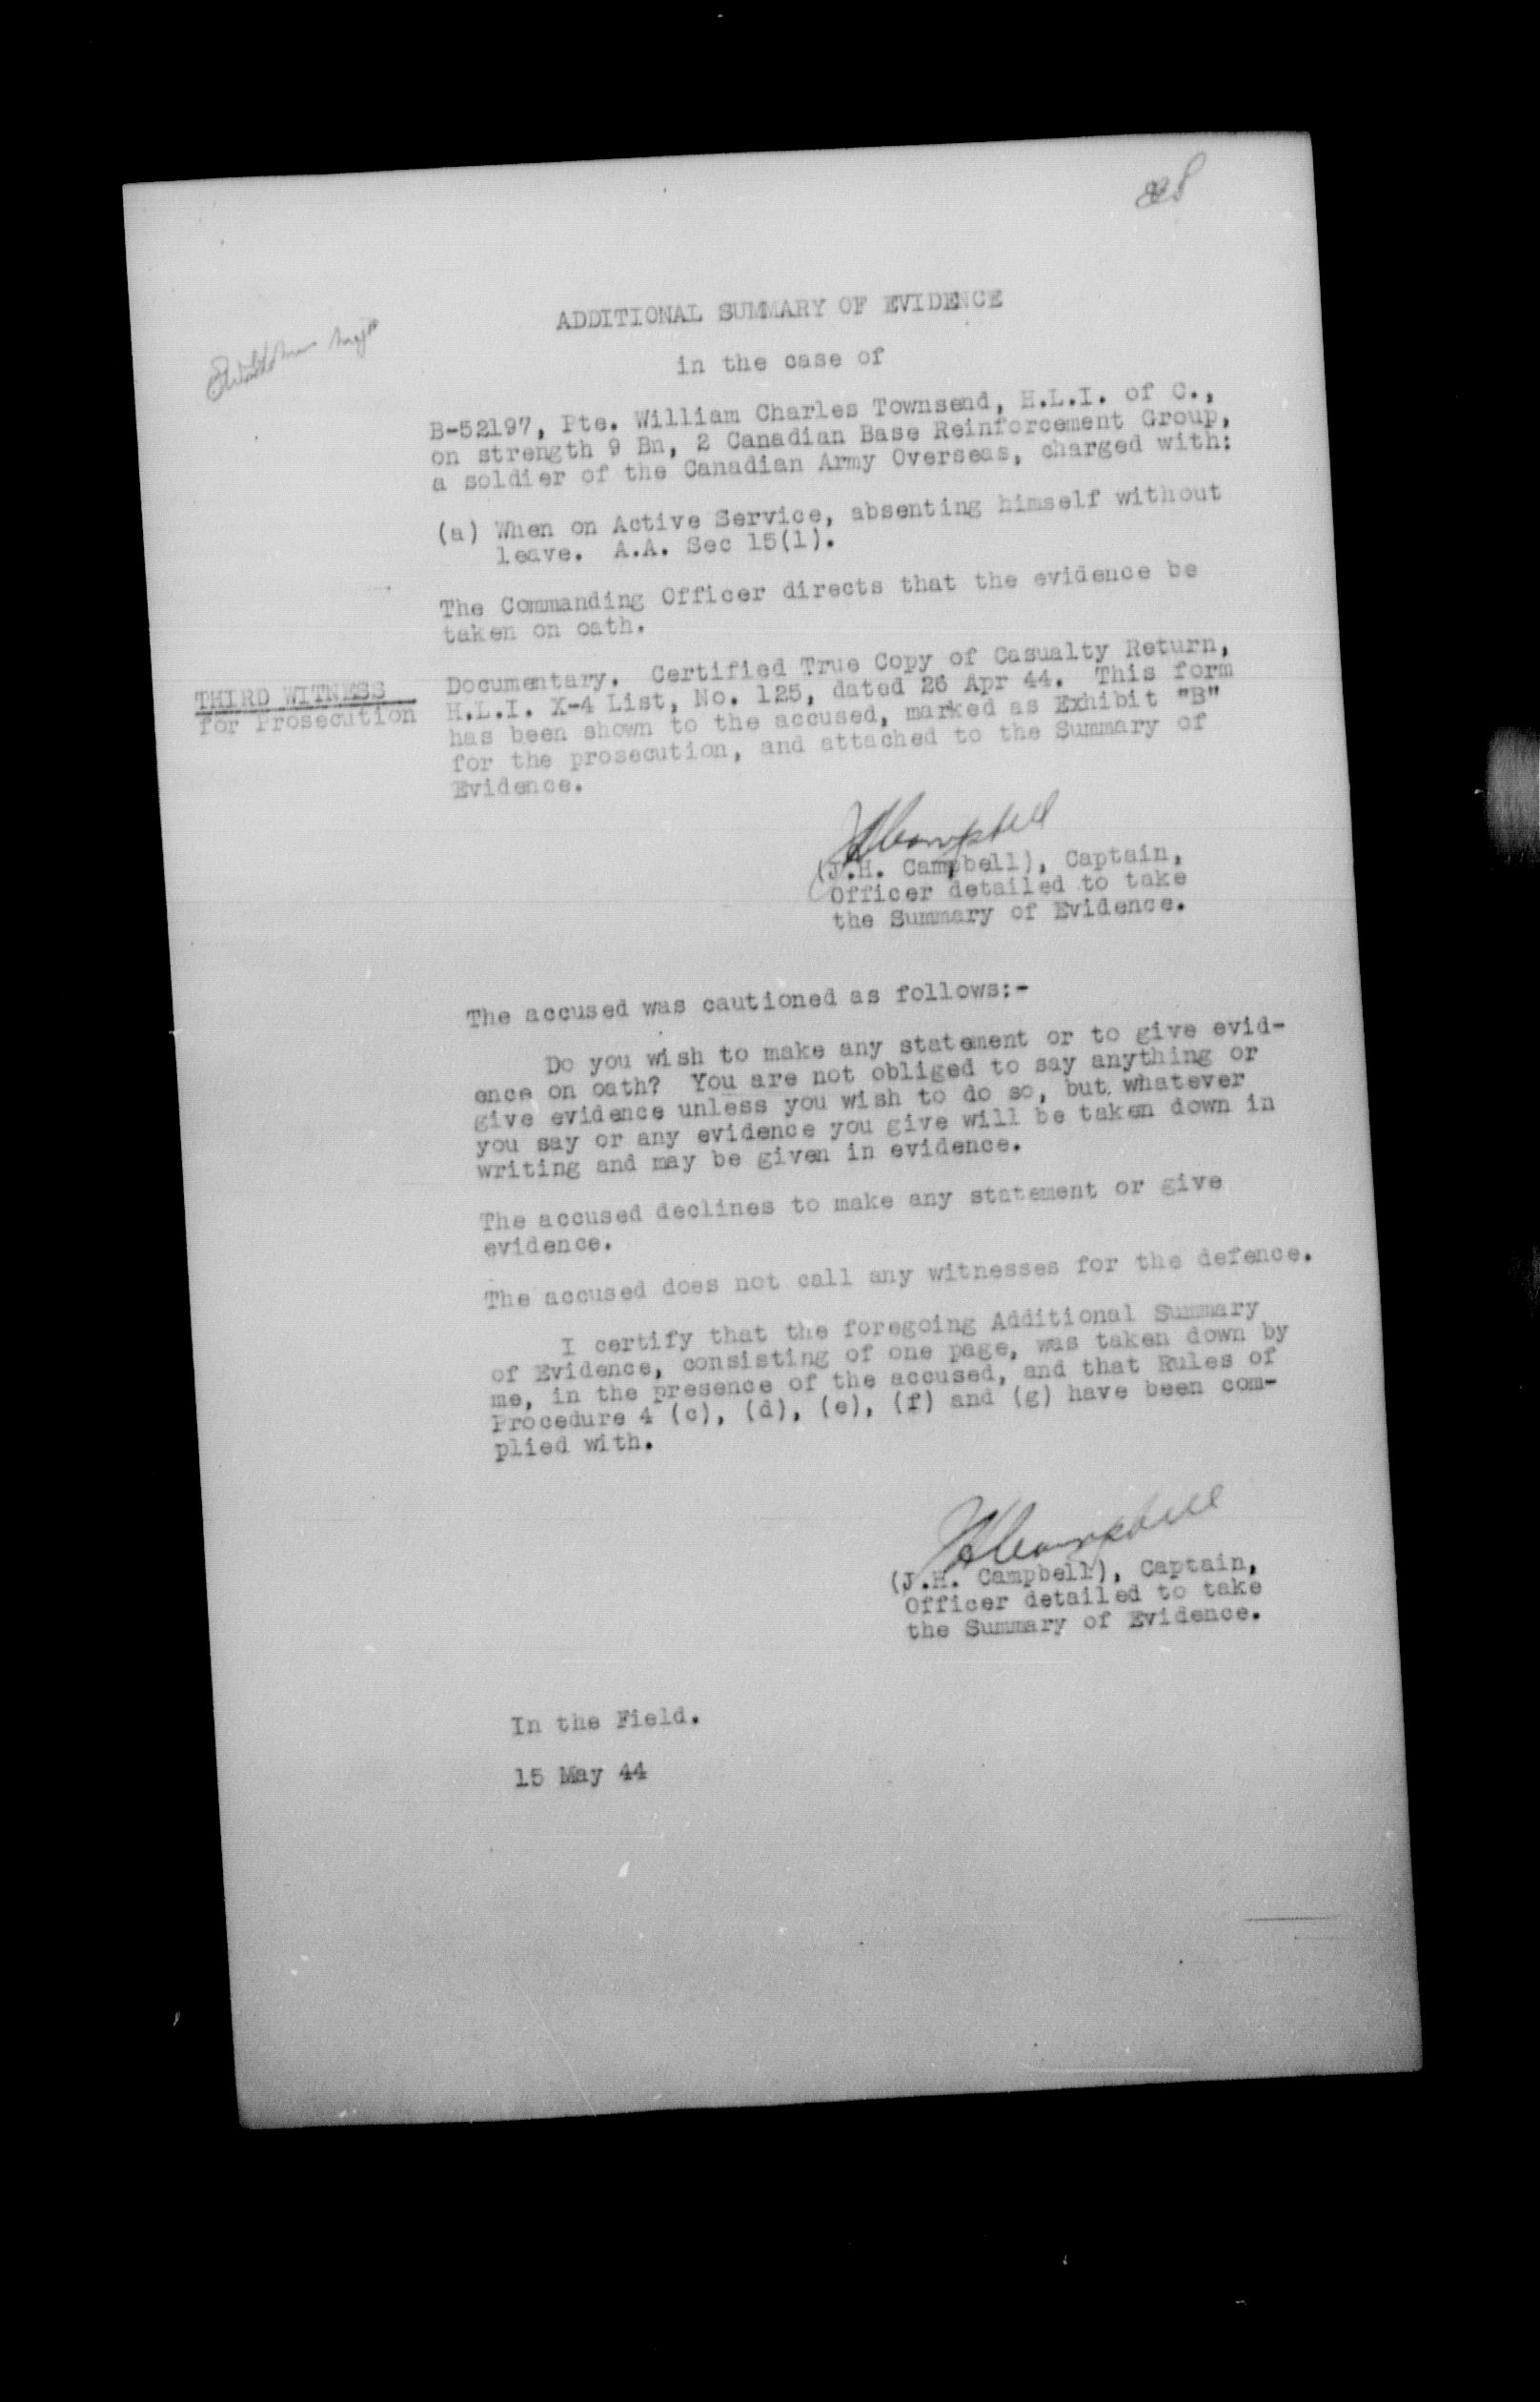 ADDITIONAL SUMMARY OF EVIDENCE
in the case of
B-52197, Pte. William Charles Townsend, H.L.I. of C.,
on strength 9 Bn, 2 Canadian Base Reinforcement Group,
a soldier of the Canadian Army Overseas, charged with:
(a) When on Active Service, absenting himself without
leave. A.A. Sec 15(1).
The Commanding Officer directs that the evidence be
taken on oath.
THIRD WITNESS
for Prosecution
Documentary. Certified True Copy of Casualty Return,
H.L.I. X-4 List, No. 125, dated 26 Apr 44. This form
has been shown to the accused, marked as Exhibit "B"
for the prosecution, and attached to the Summary of
Evidence.
JHCampbell
(J.H. Campbell), Captain,
Officer detailed to take
the Summary of Evidence.
The accused was cautioned as follows:-
Do you wish to make any statement or to give evid-
ence on oath? You are not obliged to say anything or
give evidence unless you wish to do so, but whatever
you say or any evidence you give will be taken down in
writing and may be given in evidence.
The accused declines to make any statement or give
evidence.
The accused does not call any witnesses for the defence.
I certify that the foregoing Additional Summary
of Evidence, consisting of one page, was taken down by
me, in the presence of the accused, and that Rules of
Procedure 4 (c), (d), (e), (f) and (g) have been com-
plied with.
JHCampbell
(J.H. Campbell), Captain,
Officer detailed to take
the Summary of Evidence.
In the Field.
15 May 44